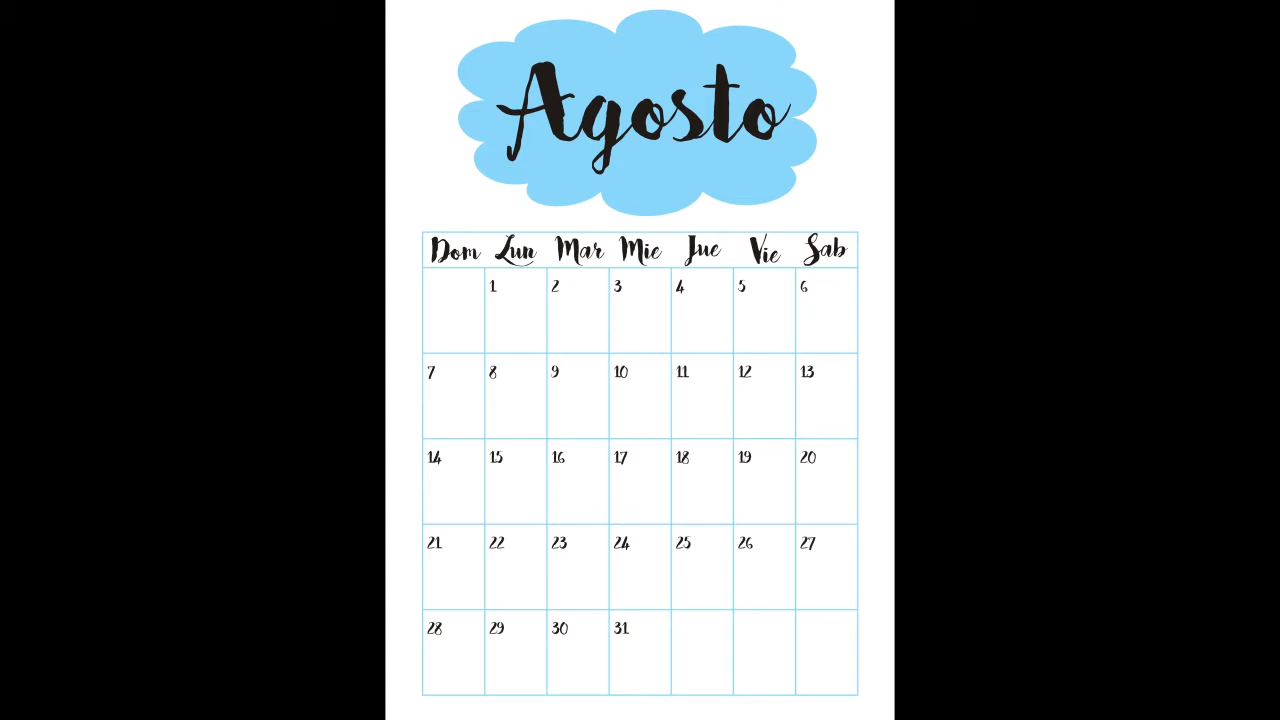 Agosto
Dom Lun Mar Mie Jue Vie Sab
1 2 3 4 5 6
7 8 9 10 11 12 13
14 15 16 17 18 19 20
21 22 23 24 25 26 27
28 29 30 31